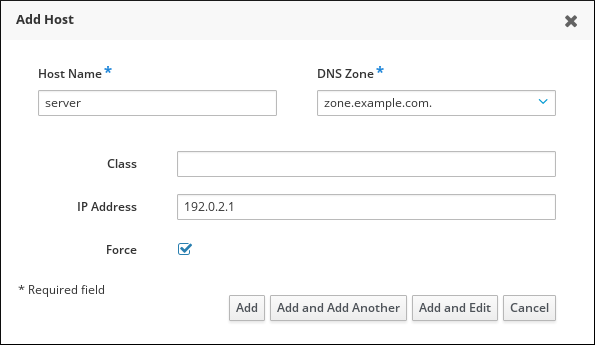 Add Host
Host Name * DNS Zone *
server zone.example.com.
Class
IP Address 192.0.2.1
Force
* Required field
Add Add and Add Another Add and Edit Cancel